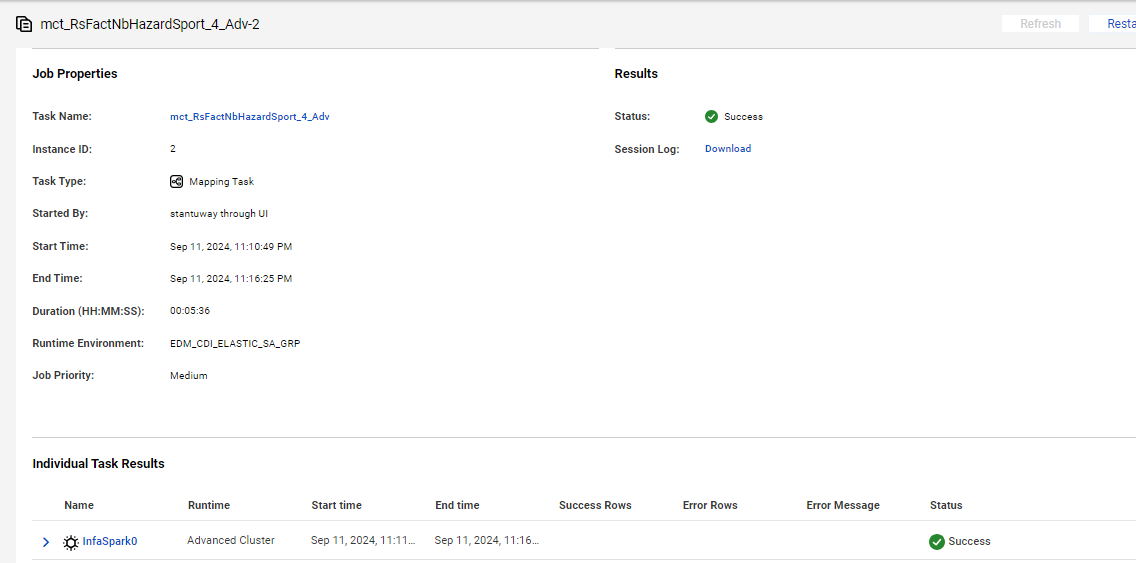 mct_RsFactNbHazardSport_4_Adv-2
Refresh
Resta
Job Properties
Task Name: mct_RsFactNbHazardSport_4_Adv
Instance ID: 2
Task Type: Mapping Task
Started By: stantuway through UI
Start Time: Sep 11, 2024, 11:10:49 PM
End Time: Sep 11, 2024, 11:16:25 PM
Duration (HH:MM:SS): 00:05:36
Runtime Environment: EDM_CDI_ELASTIC_SA_GRP
Job Priority: Medium
Results
Status: Success
Session Log: Download
Individual Task Results
Name Runtime Start time End time Success Rows Error Rows Error Message Status
InfaSpark0 Advanced Cluster Sep 11, 2024, 11:11... Sep 11, 2024, 11:16... Success